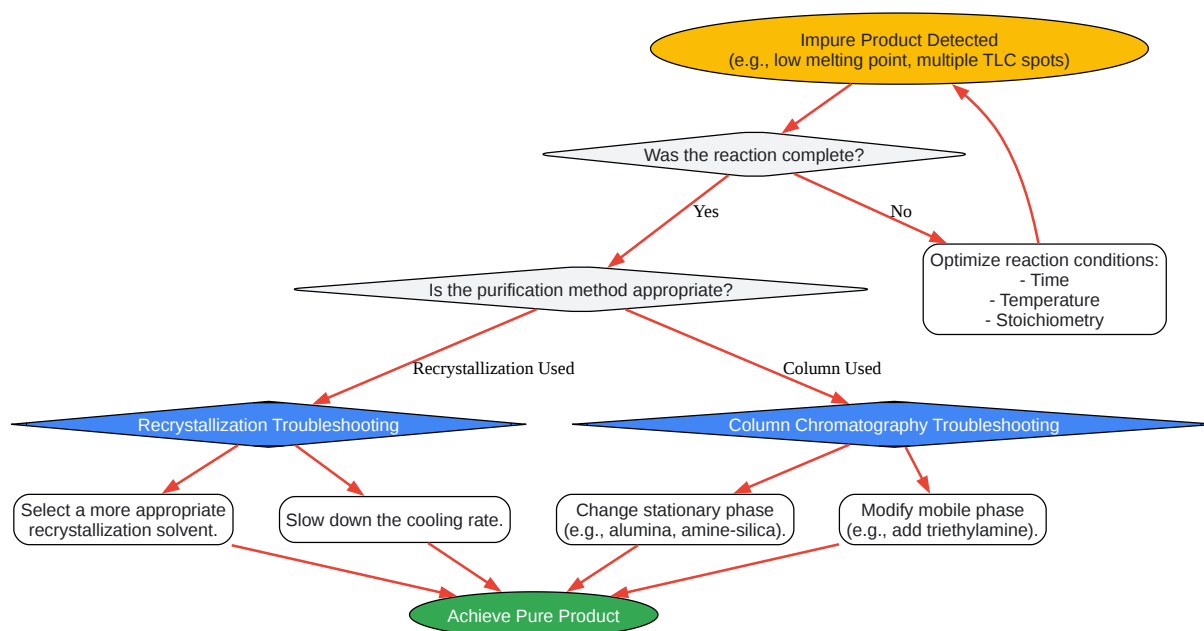 Impure Product Detected
(e.g., low melting point, multiple TLC spots)
Was the reaction complete?
Yes
No
Optimize reaction conditions:
- Time
- Temperature
- Stoichiometry
Is the purification method appropriate?
Recrystallization Used
Column Used
Recrystallization Troubleshooting
Column Chromatography Troubleshooting
Select a more appropriate
recrystallization solvent.
Slow down the cooling rate.
Change stationary phase
(e.g., alumina, amine-silica).
Modify mobile phase
(e.g., add triethylamine).
Achieve Pure Product